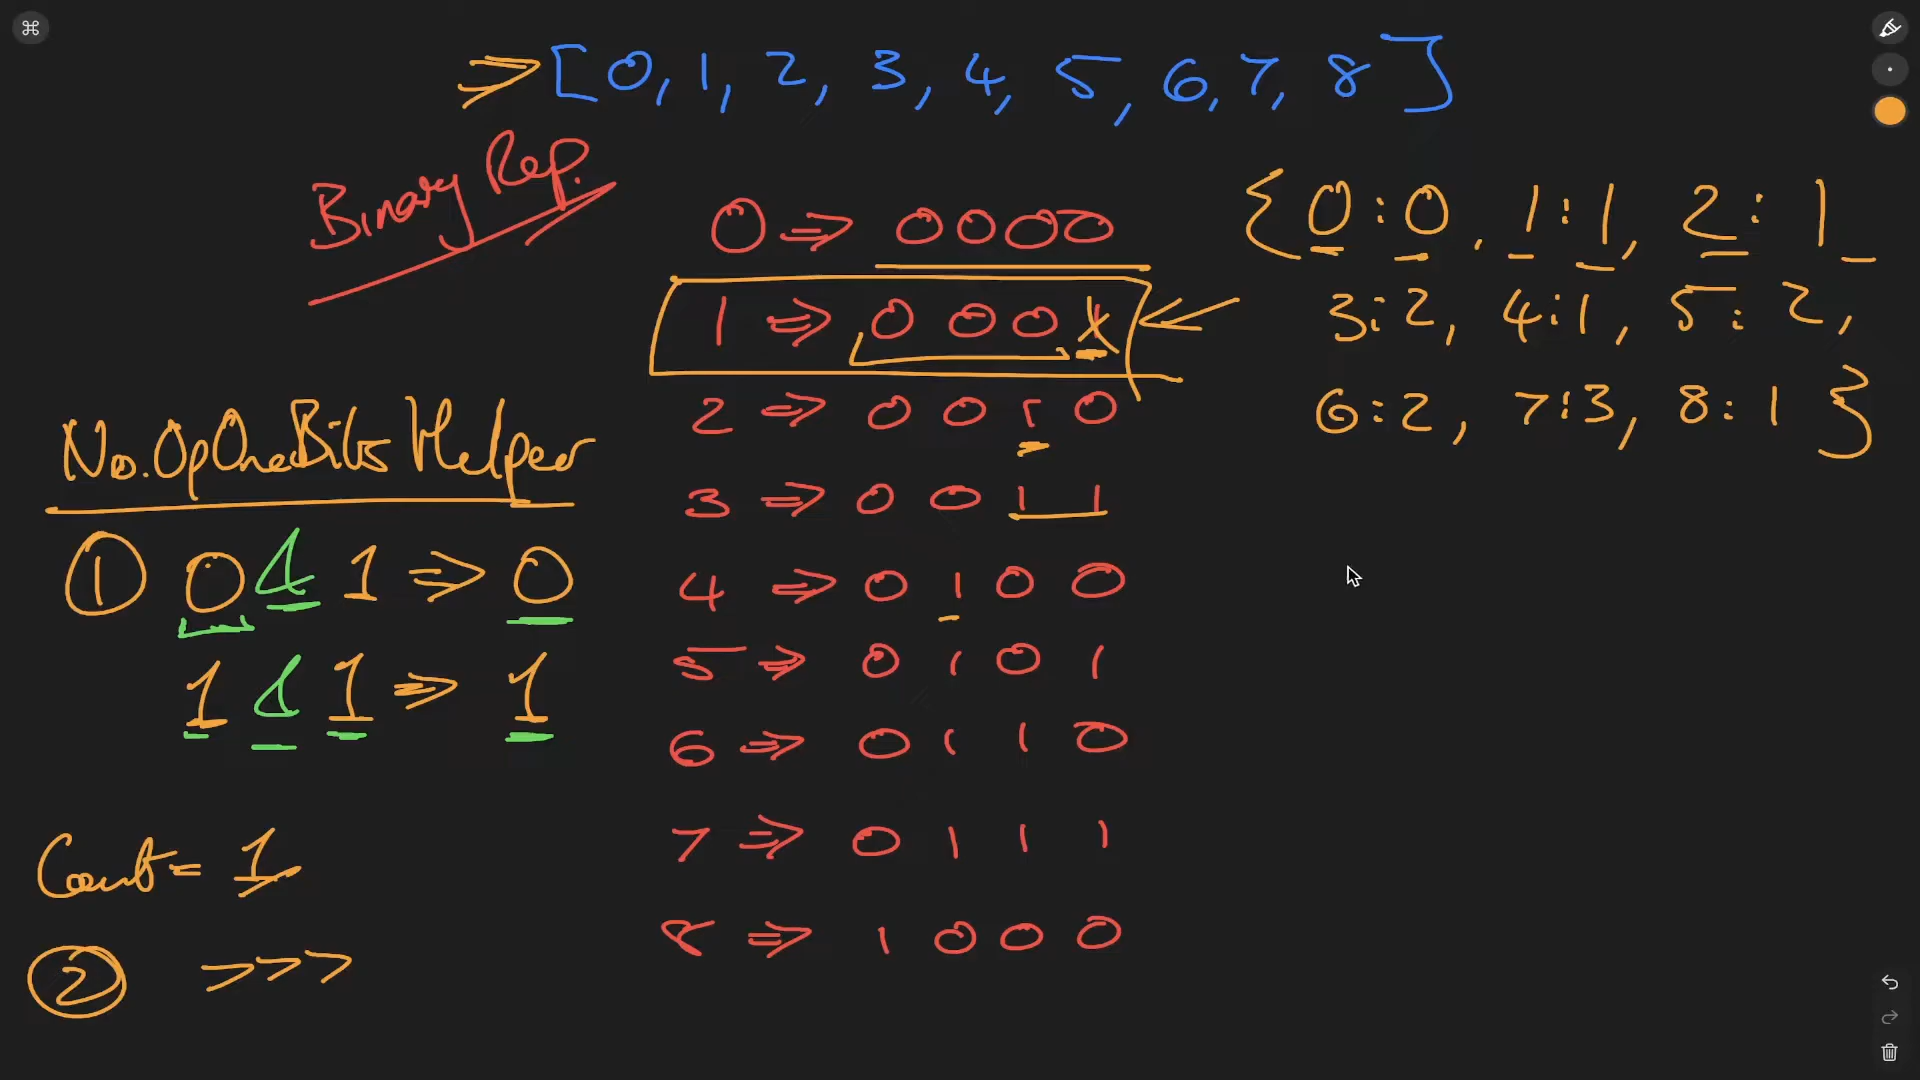 ⇒ [0, 1, 2, 3, 4, 5, 6, 7, 8]
Binary Rep.
0 ⇒ 0000
1 ⇒ 0001
2 ⇒ 0010
3 ⇒ 0011
4 ⇒ 0100
5 ⇒ 0101
6 ⇒ 0110
7 ⇒ 0111
8 ⇒ 1000
{0:0, 1:1, 2:1
3:2, 4:1, 5:2,
6:2, 7:3, 8:1}
No.OfOneBitsHelper
① 0 & 1 ⇒ 0
1 & 1 ⇒ 1
Count = 1
② >>>